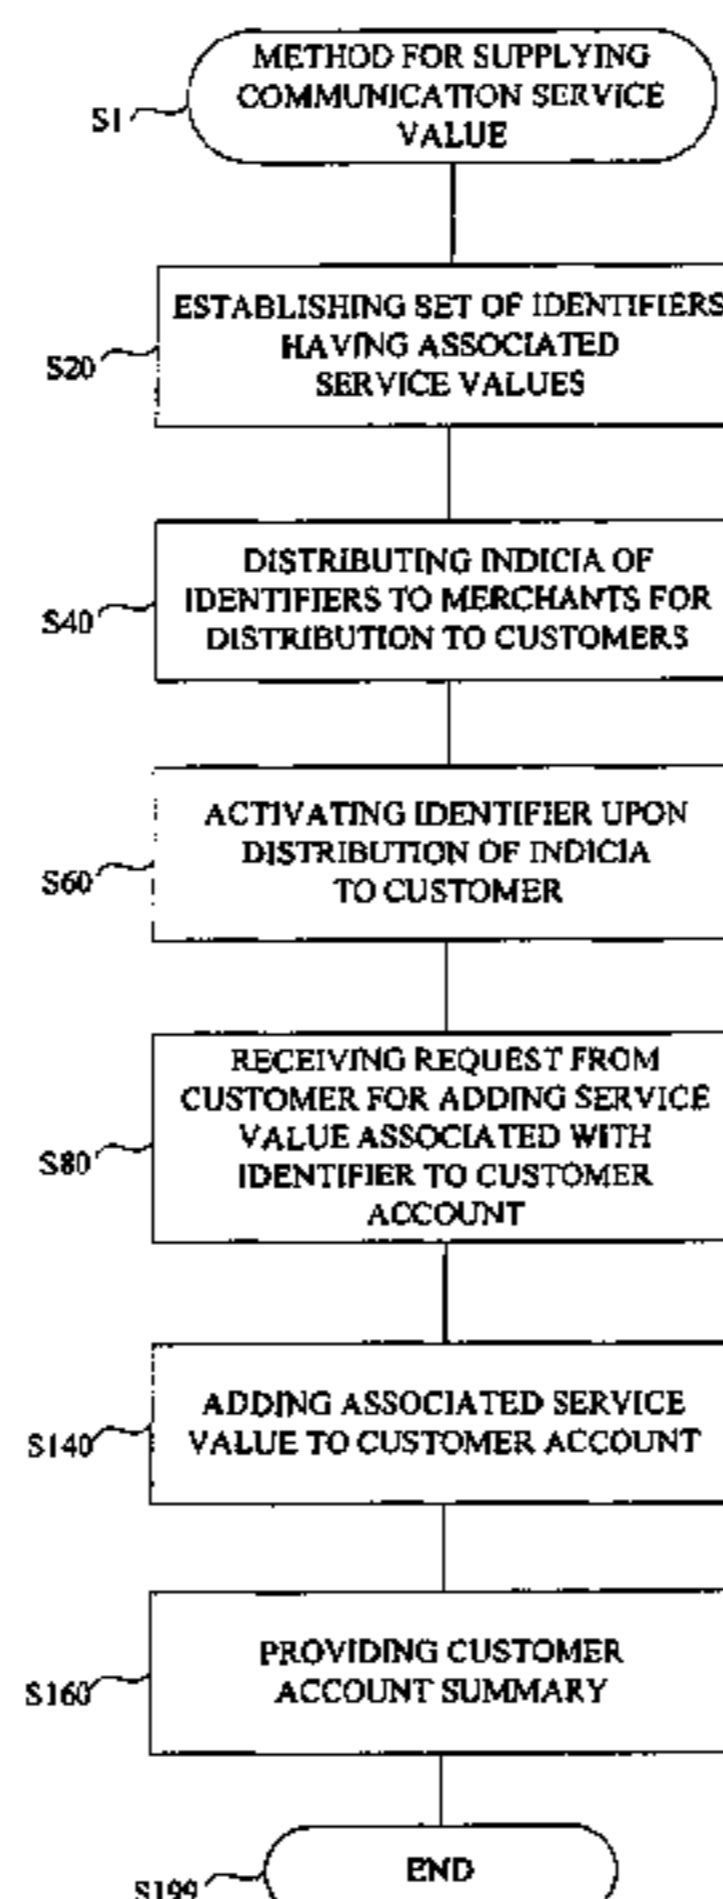 METHOD FOR SUPPLYING
COMMUNICATION SERVICE
VALUE
S1
ESTABLISHING SET OF IDENTIFIERS
HAVING ASSOCIATED
SERVICE VALUES
S20
DISTRIBUTING INDICIA OF
IDENTIFIERS TO MERCHANTS FOR
DISTRIBUTION TO CUSTOMERS
S40
ACTIVATING IDENTIFIER UPON
DISTRIBUTION OF INDICIA
TO CUSTOMER
S60
RECEIVING REQUEST FROM
CUSTOMER FOR ADDING SERVICE
VALUE ASSOCIATED WITH
IDENTIFIER TO CUSTOMER
ACCOUNT
S80
ADDING ASSOCIATED SERVICE
VALUE TO CUSTOMER ACCOUNT
S140
PROVIDING CUSTOMER
ACCOUNT SUMMARY
S160
END
S199